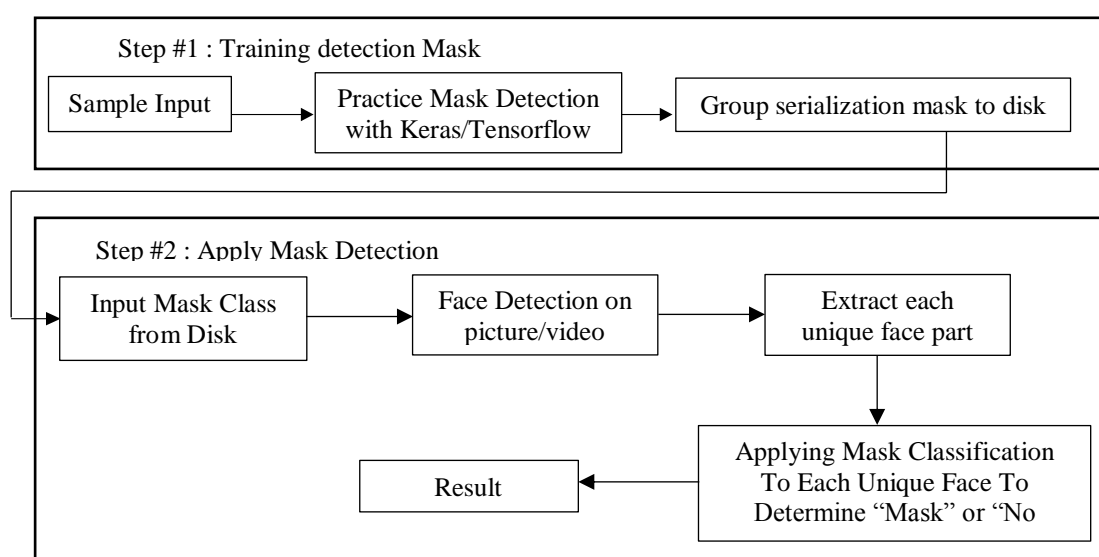 Step #1 : Training detection Mask
Sample Input
Practice Mask Detection
with Keras/Tensorflow
Group serialization mask to disk
Step #2 : Apply Mask Detection
Input Mask Class
from Disk
Face Detection on
picture/video
Extract each
unique face part
Applying Mask Classification
To Each Unique Face To
Determine “Mask” or “No
Result